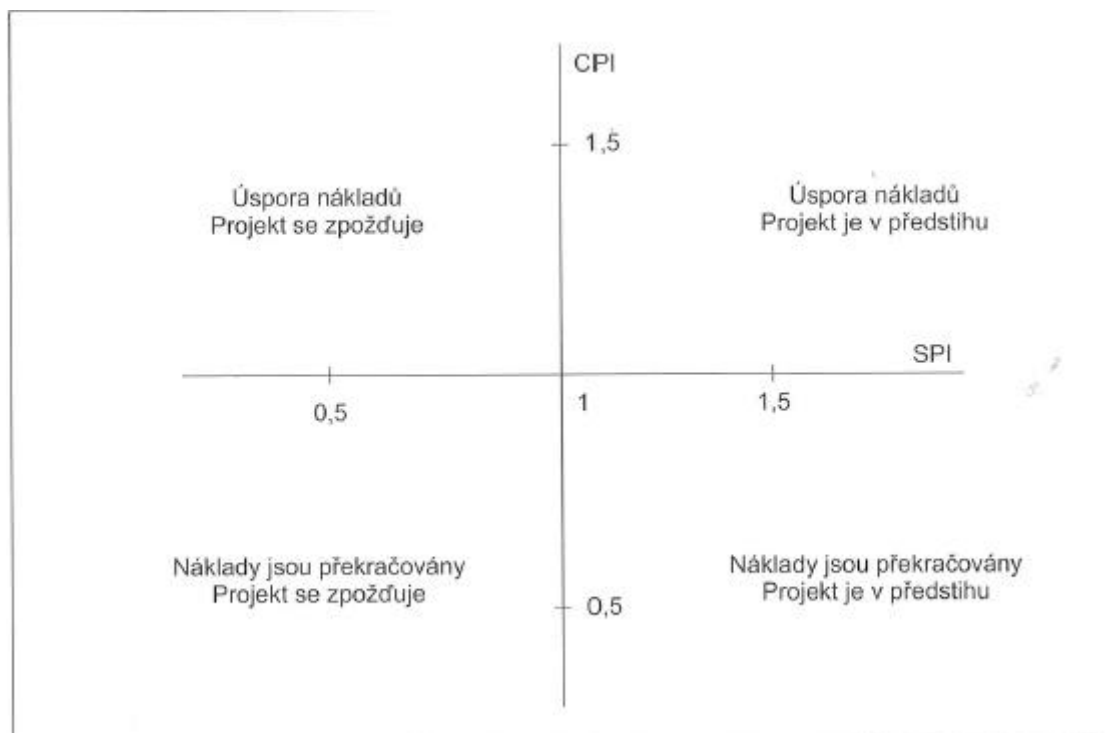 CPI
1,5
Úspora nákladů
Projekt se zpožďuje
Úspora nákladů
Projekt je v předstihu
SPI
0,5
1
1,5
Náklady jsou překračovány
Projekt se zpožďuje
Náklady jsou překračovány
Projekt je v předstihu
0,5